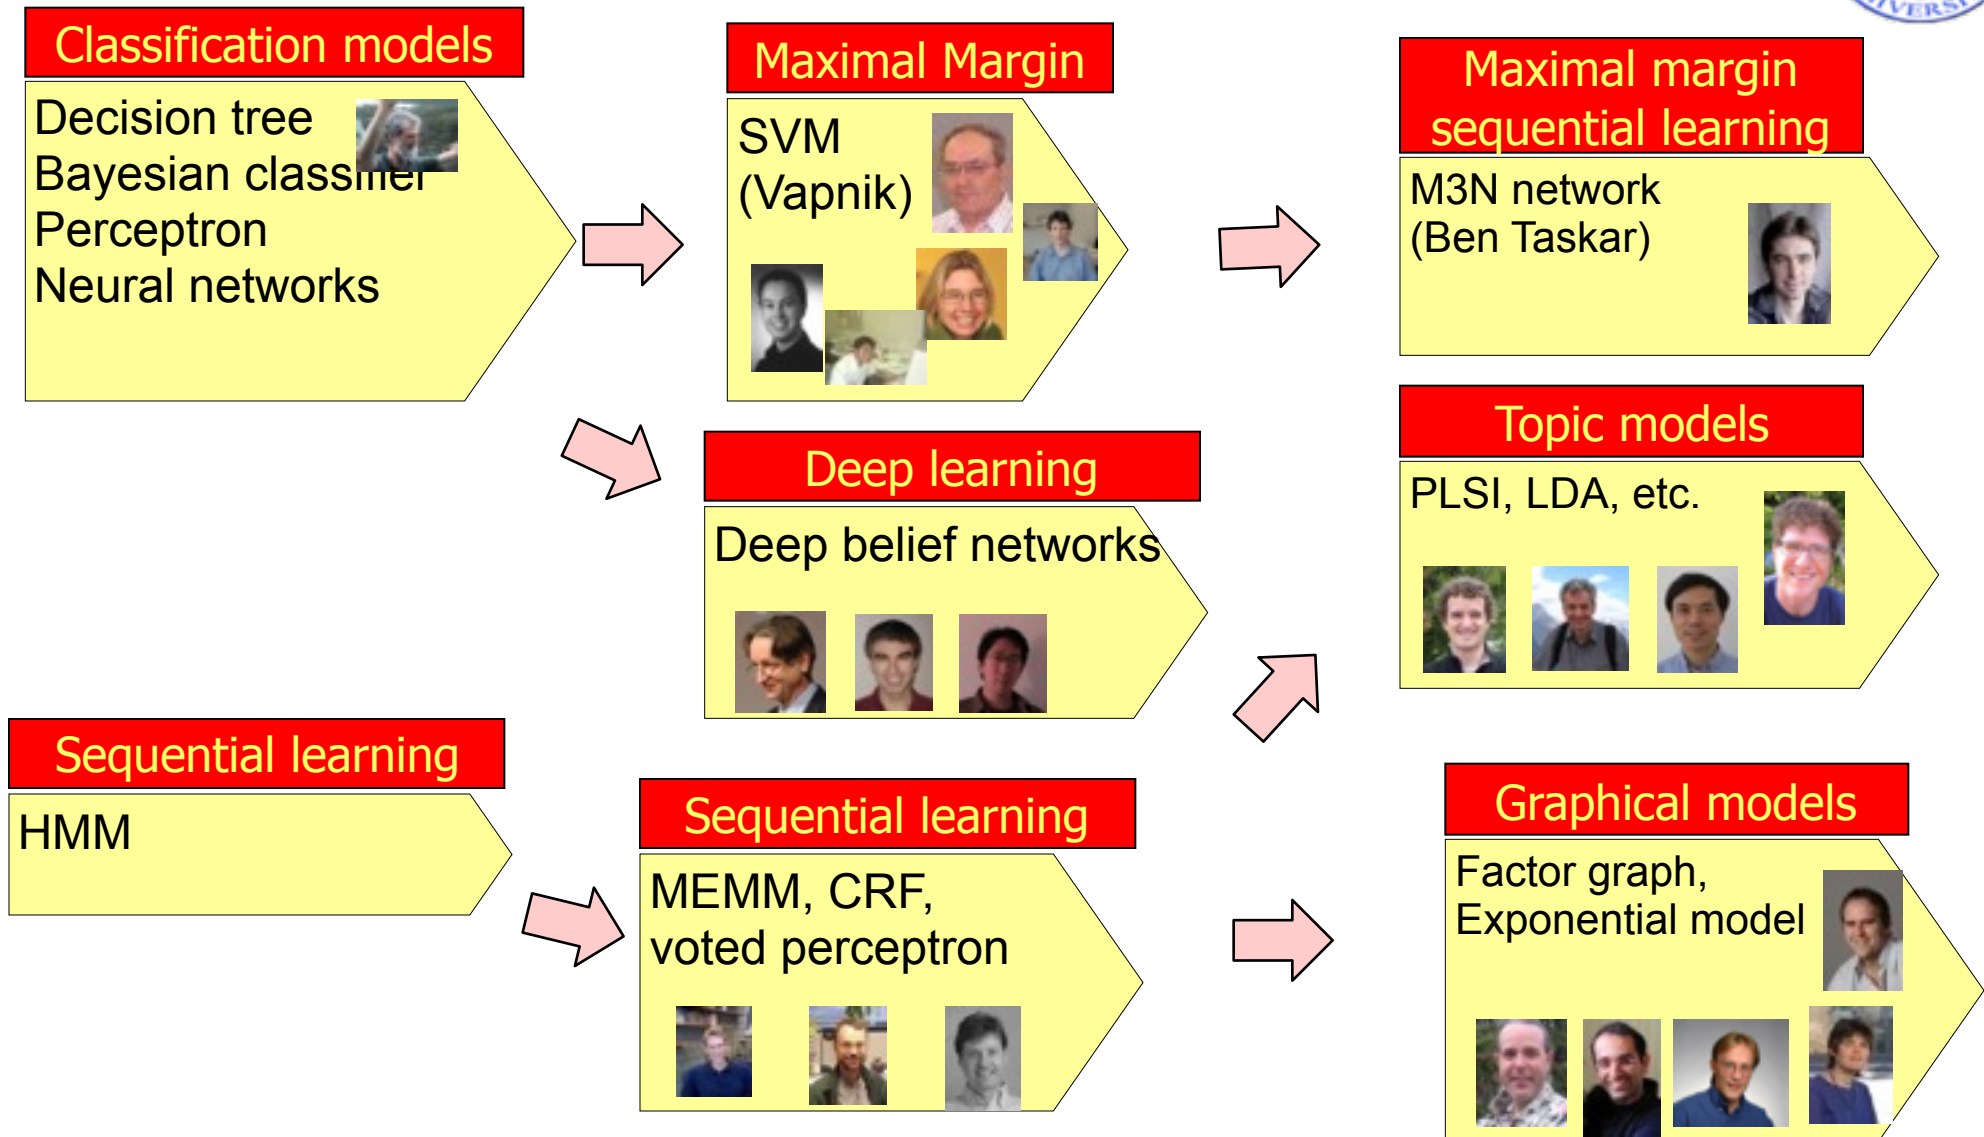 Classification models
Decision tree
Bayesian classifier
Perceptron
Neural networks
Maximal Margin
SVM
(Vapnik)
Maximal margin
sequential learning
M3N network
(Ben Taskar)
Deep learning
Deep belief networks
Topic models
PLSI, LDA, etc.
Sequential learning
HMM
Sequential learning
MEMM, CRF,
voted perceptron
Graphical models
Factor graph,
Exponential model